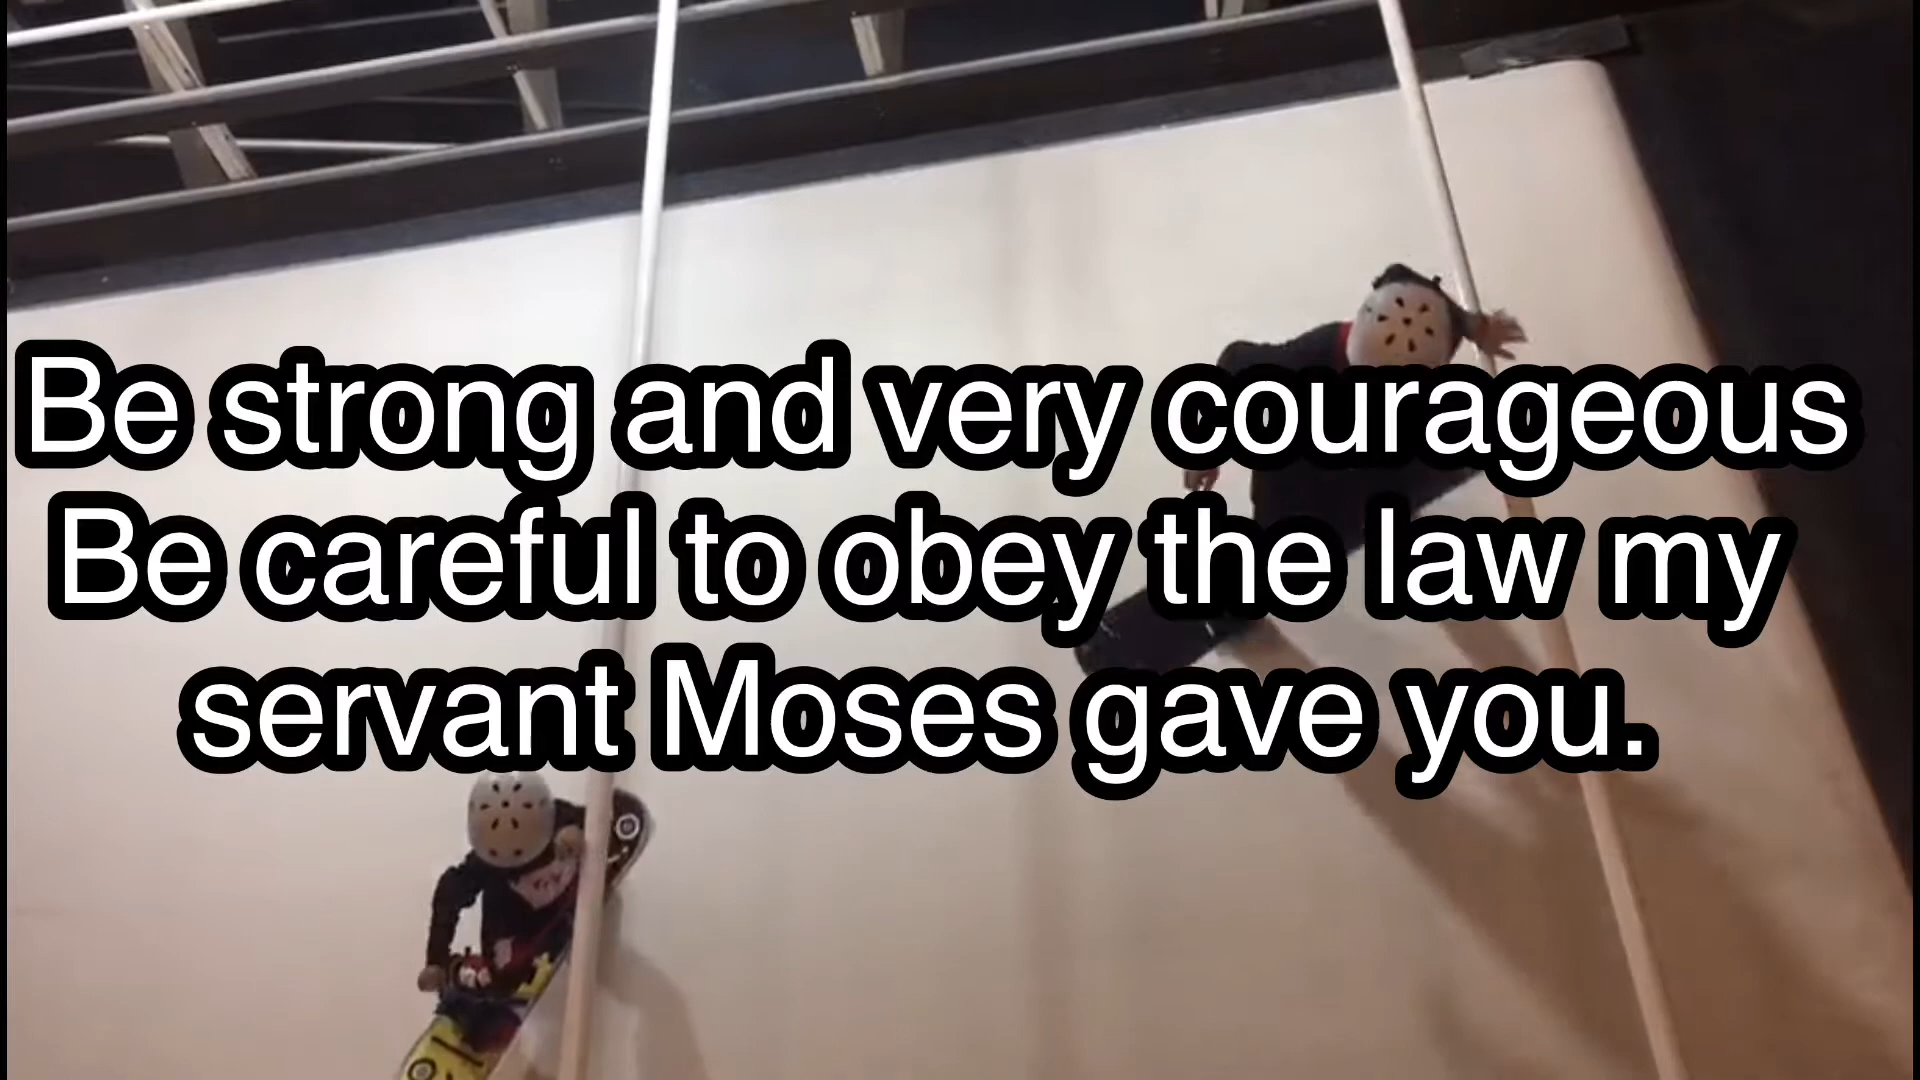 Be strong and very courageous
Be careful to obey the law my
servant Moses gave you.